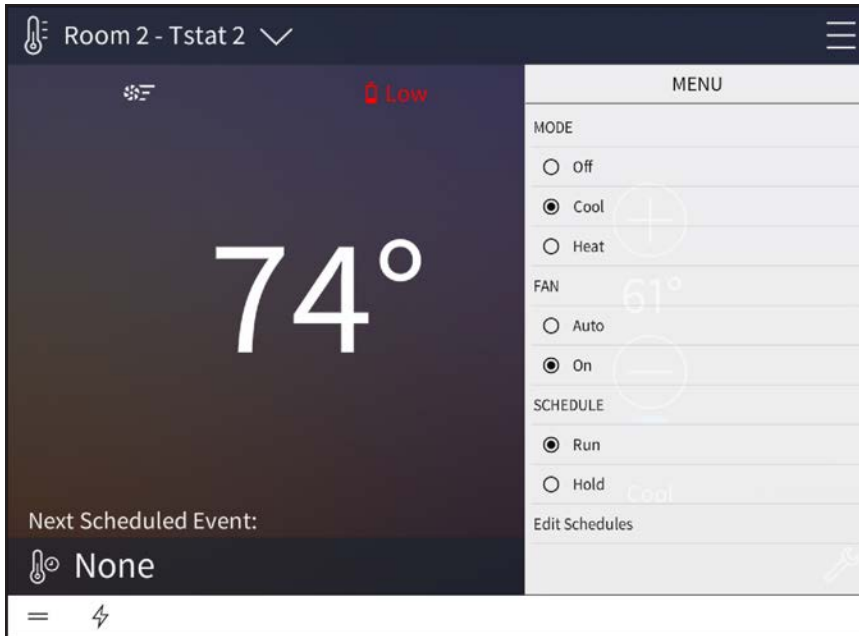 Room 2 - Tstat 2
Low
74°
Next Scheduled Event:
None
MENU
MODE
Off
Cool
Heat
FAN
61°
Auto
On
SCHEDULE
Run
Hold
Cool
Edit Schedules